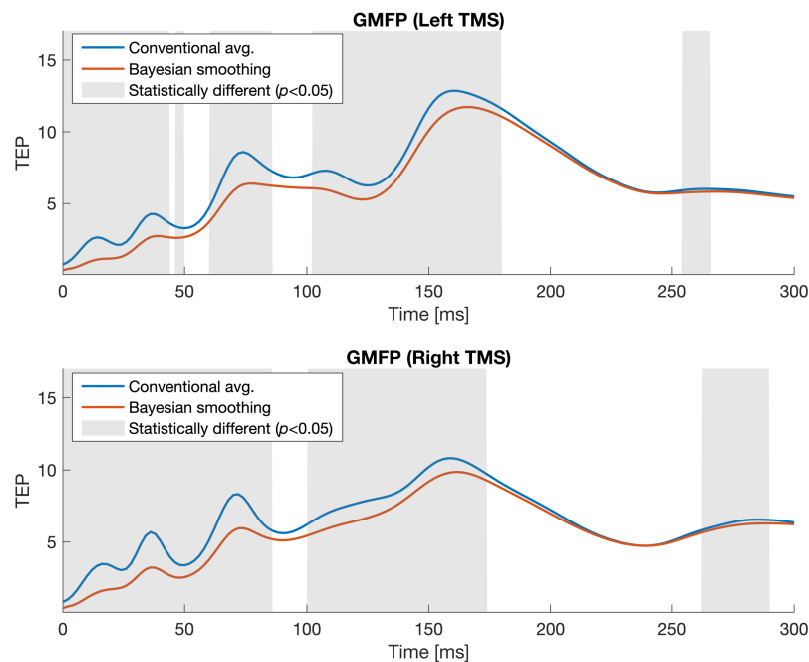 GMFP (Left TMS)
Conventional avg.
Bayesian smoothing
Statistically different (p<0.05)
15
10
5
TEP
0 50 100 150 200 250 300
Time [ms]
GMFP (Right TMS)
Conventional avg.
Bayesian smoothing
Statistically different (p<0.05)
15
10
5
TEP
0 50 100 150 200 250 300
Time [ms]